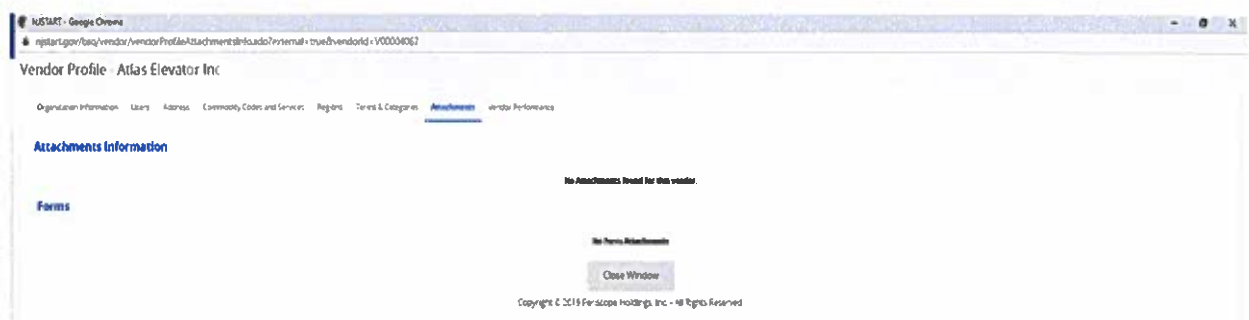 NJSTART - Google Chrome
njstart.gov/bso/vendor/vendorProfileAttachmentsInfo.sdo?external=true&vendorId=V00004062
Vendor Profile - Atlas Elevator Inc
Organization Information Users Address Commodity Codes and Services Regions Terms & Categories Attachments Vendor Performance
Attachments Information
No Attachments found for this vendor.
Forms
No Forms Attachments
Close Window
Copyright © 2019 Periscope Holdings, Inc. - All Rights Reserved